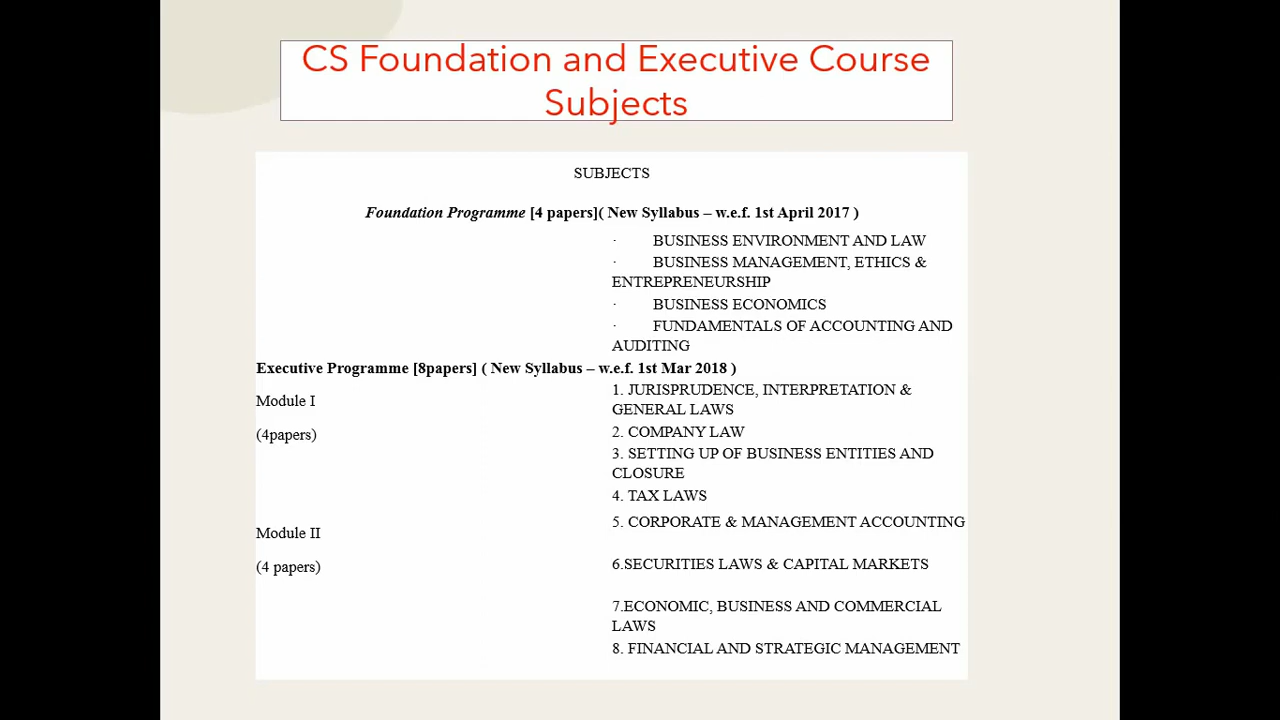 CS Foundation and Executive Course
Subjects
SUBJECTS
Foundation Programme [4 papers]( New Syllabus – w.e.f. 1st April 2017 )
· BUSINESS ENVIRONMENT AND LAW
· BUSINESS MANAGEMENT, ETHICS &
ENTREPRENEURSHIP
· BUSINESS ECONOMICS
· FUNDAMENTALS OF ACCOUNTING AND
AUDITING
Executive Programme [8papers] ( New Syllabus – w.e.f. 1st Mar 2018 )
Module I
(4papers)
1. JURISPRUDENCE, INTERPRETATION &
GENERAL LAWS
2. COMPANY LAW
3. SETTING UP OF BUSINESS ENTITIES AND
CLOSURE
4. TAX LAWS
Module II
(4 papers)
5. CORPORATE & MANAGEMENT ACCOUNTING
6.SECURITIES LAWS & CAPITAL MARKETS
7.ECONOMIC, BUSINESS AND COMMERCIAL
LAWS
8. FINANCIAL AND STRATEGIC MANAGEMENT